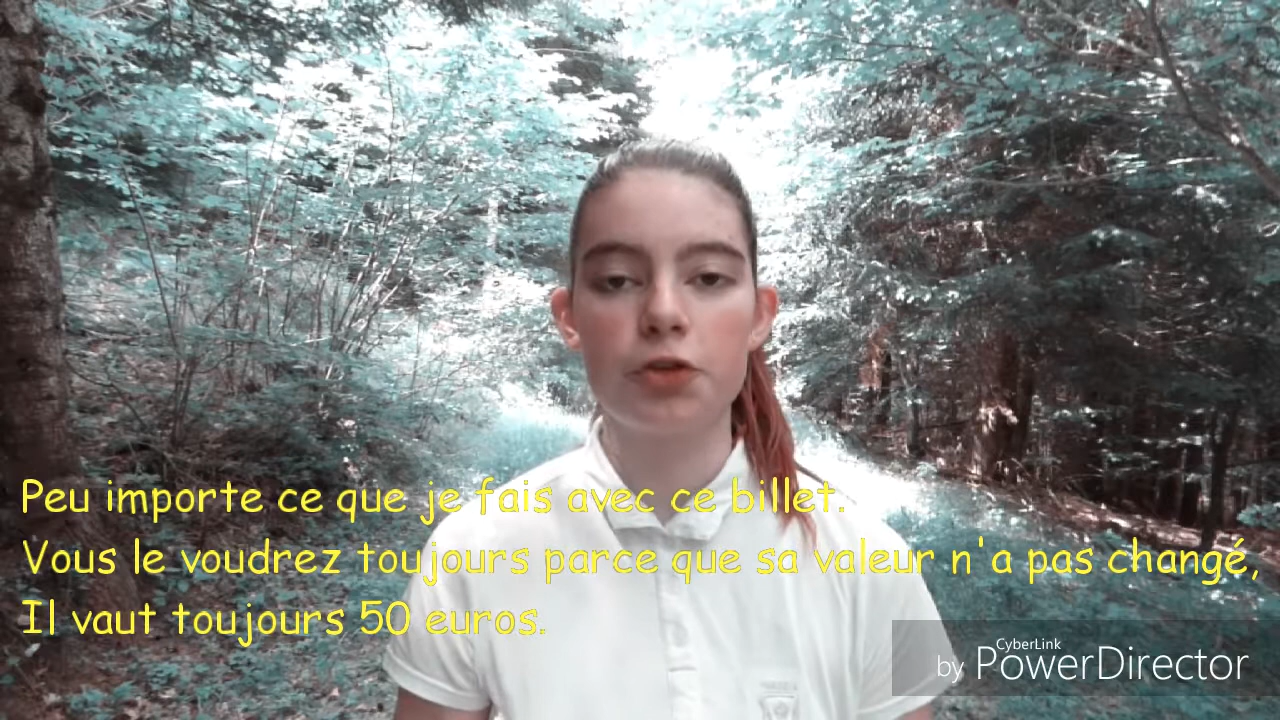 Peu importe ce que je fais avec ce billet.
Vous le voudrez toujours parce que sa valeur n'a pas changé,
Il vaut toujours 50 euros.
CyberLink
by PowerDirector